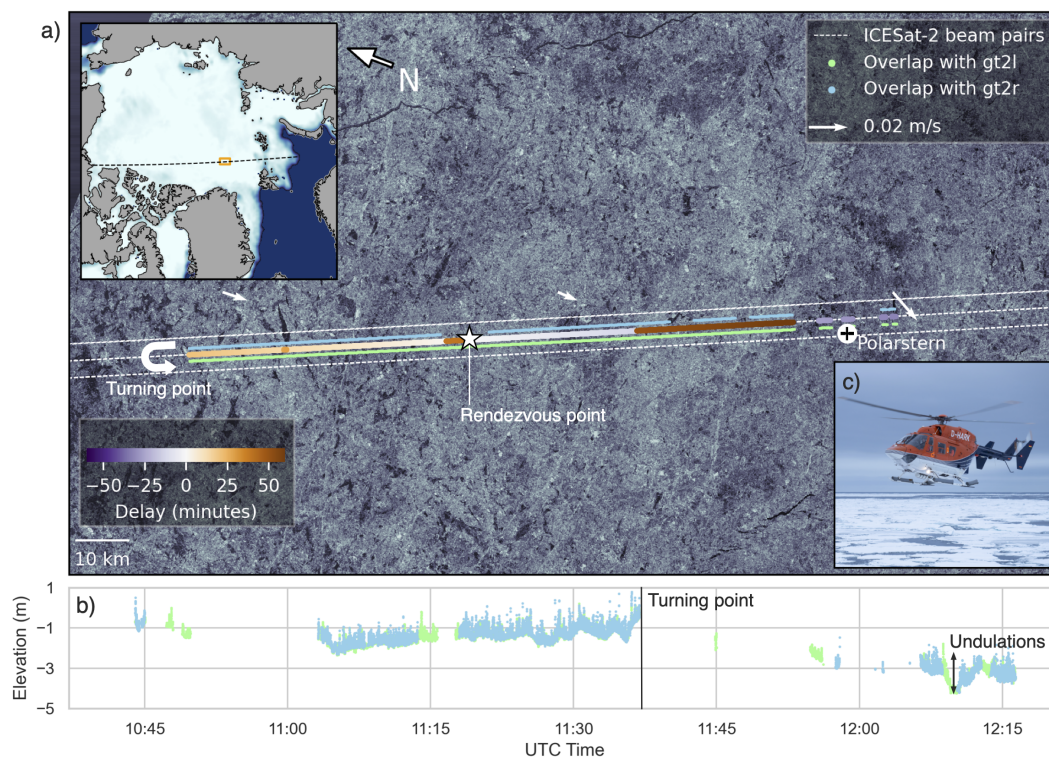 a)
N
ICESat-2 beam pairs
Overlap with gt2l
Overlap with gt2r
0.02 m/s
Polarstern
Turning point
Rendezvous point
−50 −25 0 25 50
Delay (minutes)
10 km
c)
D-HARK
b)
Turning point
Undulations
Elevation (m)
1
−1
−3
−5
10:45 11:00 11:15 11:30 11:45 12:00 12:15
UTC Time